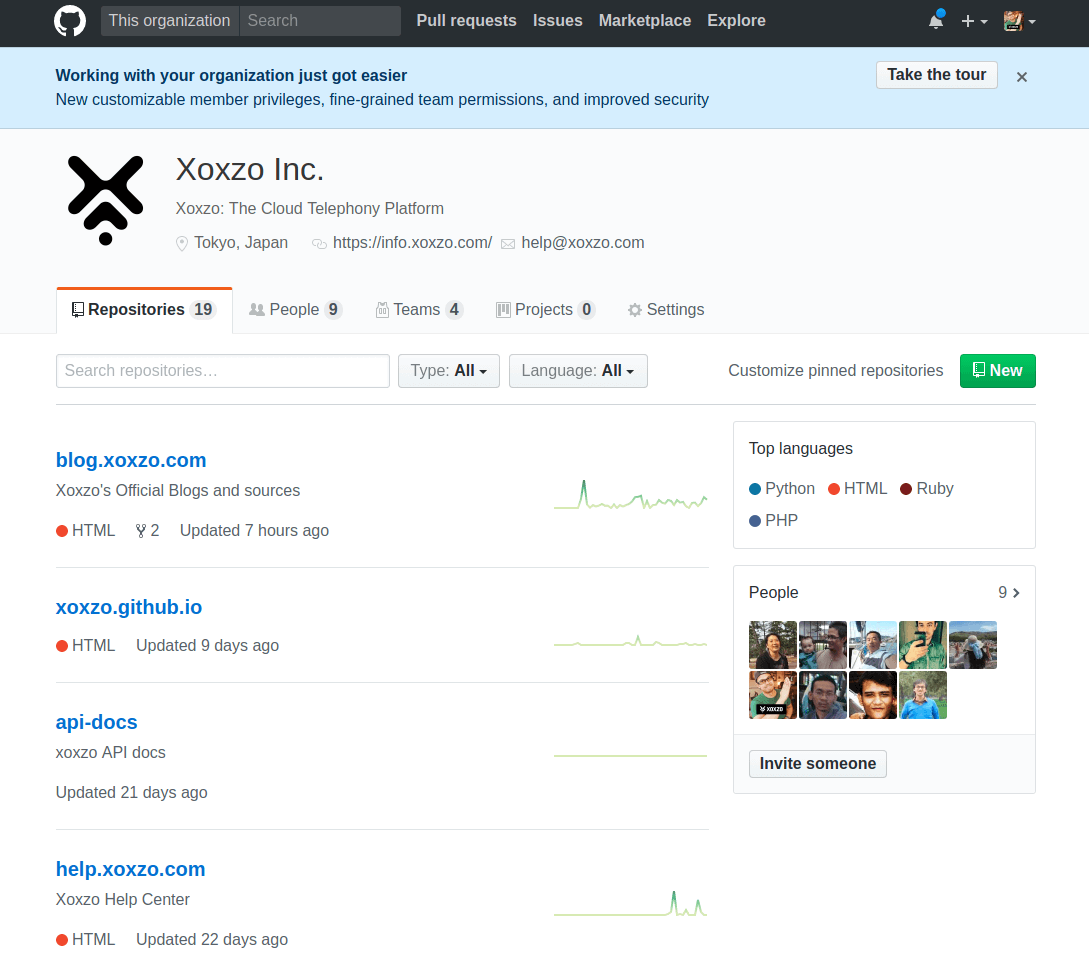 This organization Search Pull requests Issues Marketplace Explore
Working with your organization just got easier
Take the tour
New customizable member privileges, fine-grained team permissions, and improved security
Xoxzo Inc.
Xoxzo: The Cloud Telephony Platform
Tokyo, Japan https://info.xoxzo.com/ help@xoxzo.com
Repositories 19 People 9 Teams 4 Projects 0 Settings
Search repositories… Type: All Language: All Customize pinned repositories New
blog.xoxzo.com
Xoxzo's Official Blogs and sources
HTML 2 Updated 7 hours ago
xoxzo.github.io
HTML Updated 9 days ago
api-docs
xoxzo API docs
Updated 21 days ago
help.xoxzo.com
Xoxzo Help Center
HTML Updated 22 days ago
Top languages
Python HTML Ruby
PHP
People 9
XOXZO
Invite someone